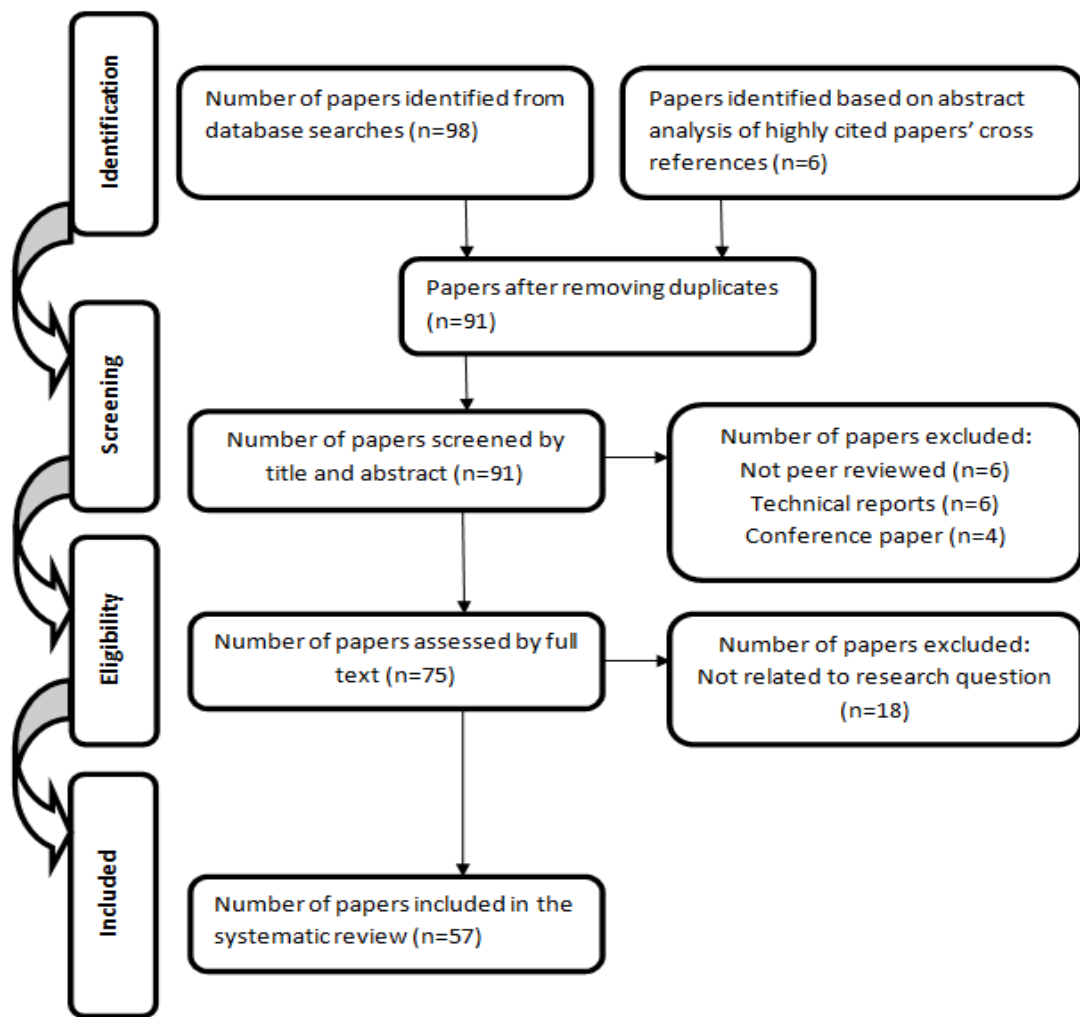 Identification
Number of papers identified from
database searches (n=98)
Papers identified based on abstract
analysis of highly cited papers’ cross
references (n=6)
Papers after removing duplicates
(n=91)
Screening
Number of papers screened by
title and abstract (n=91)
Number of papers excluded:
Not peer reviewed (n=6)
Technical reports (n=6)
Conference paper (n=4)
Eligibility
Number of papers assessed by full
text (n=75)
Number of papers excluded:
Not related to research question
(n=18)
Included
Number of papers included in the
systematic review (n=57)